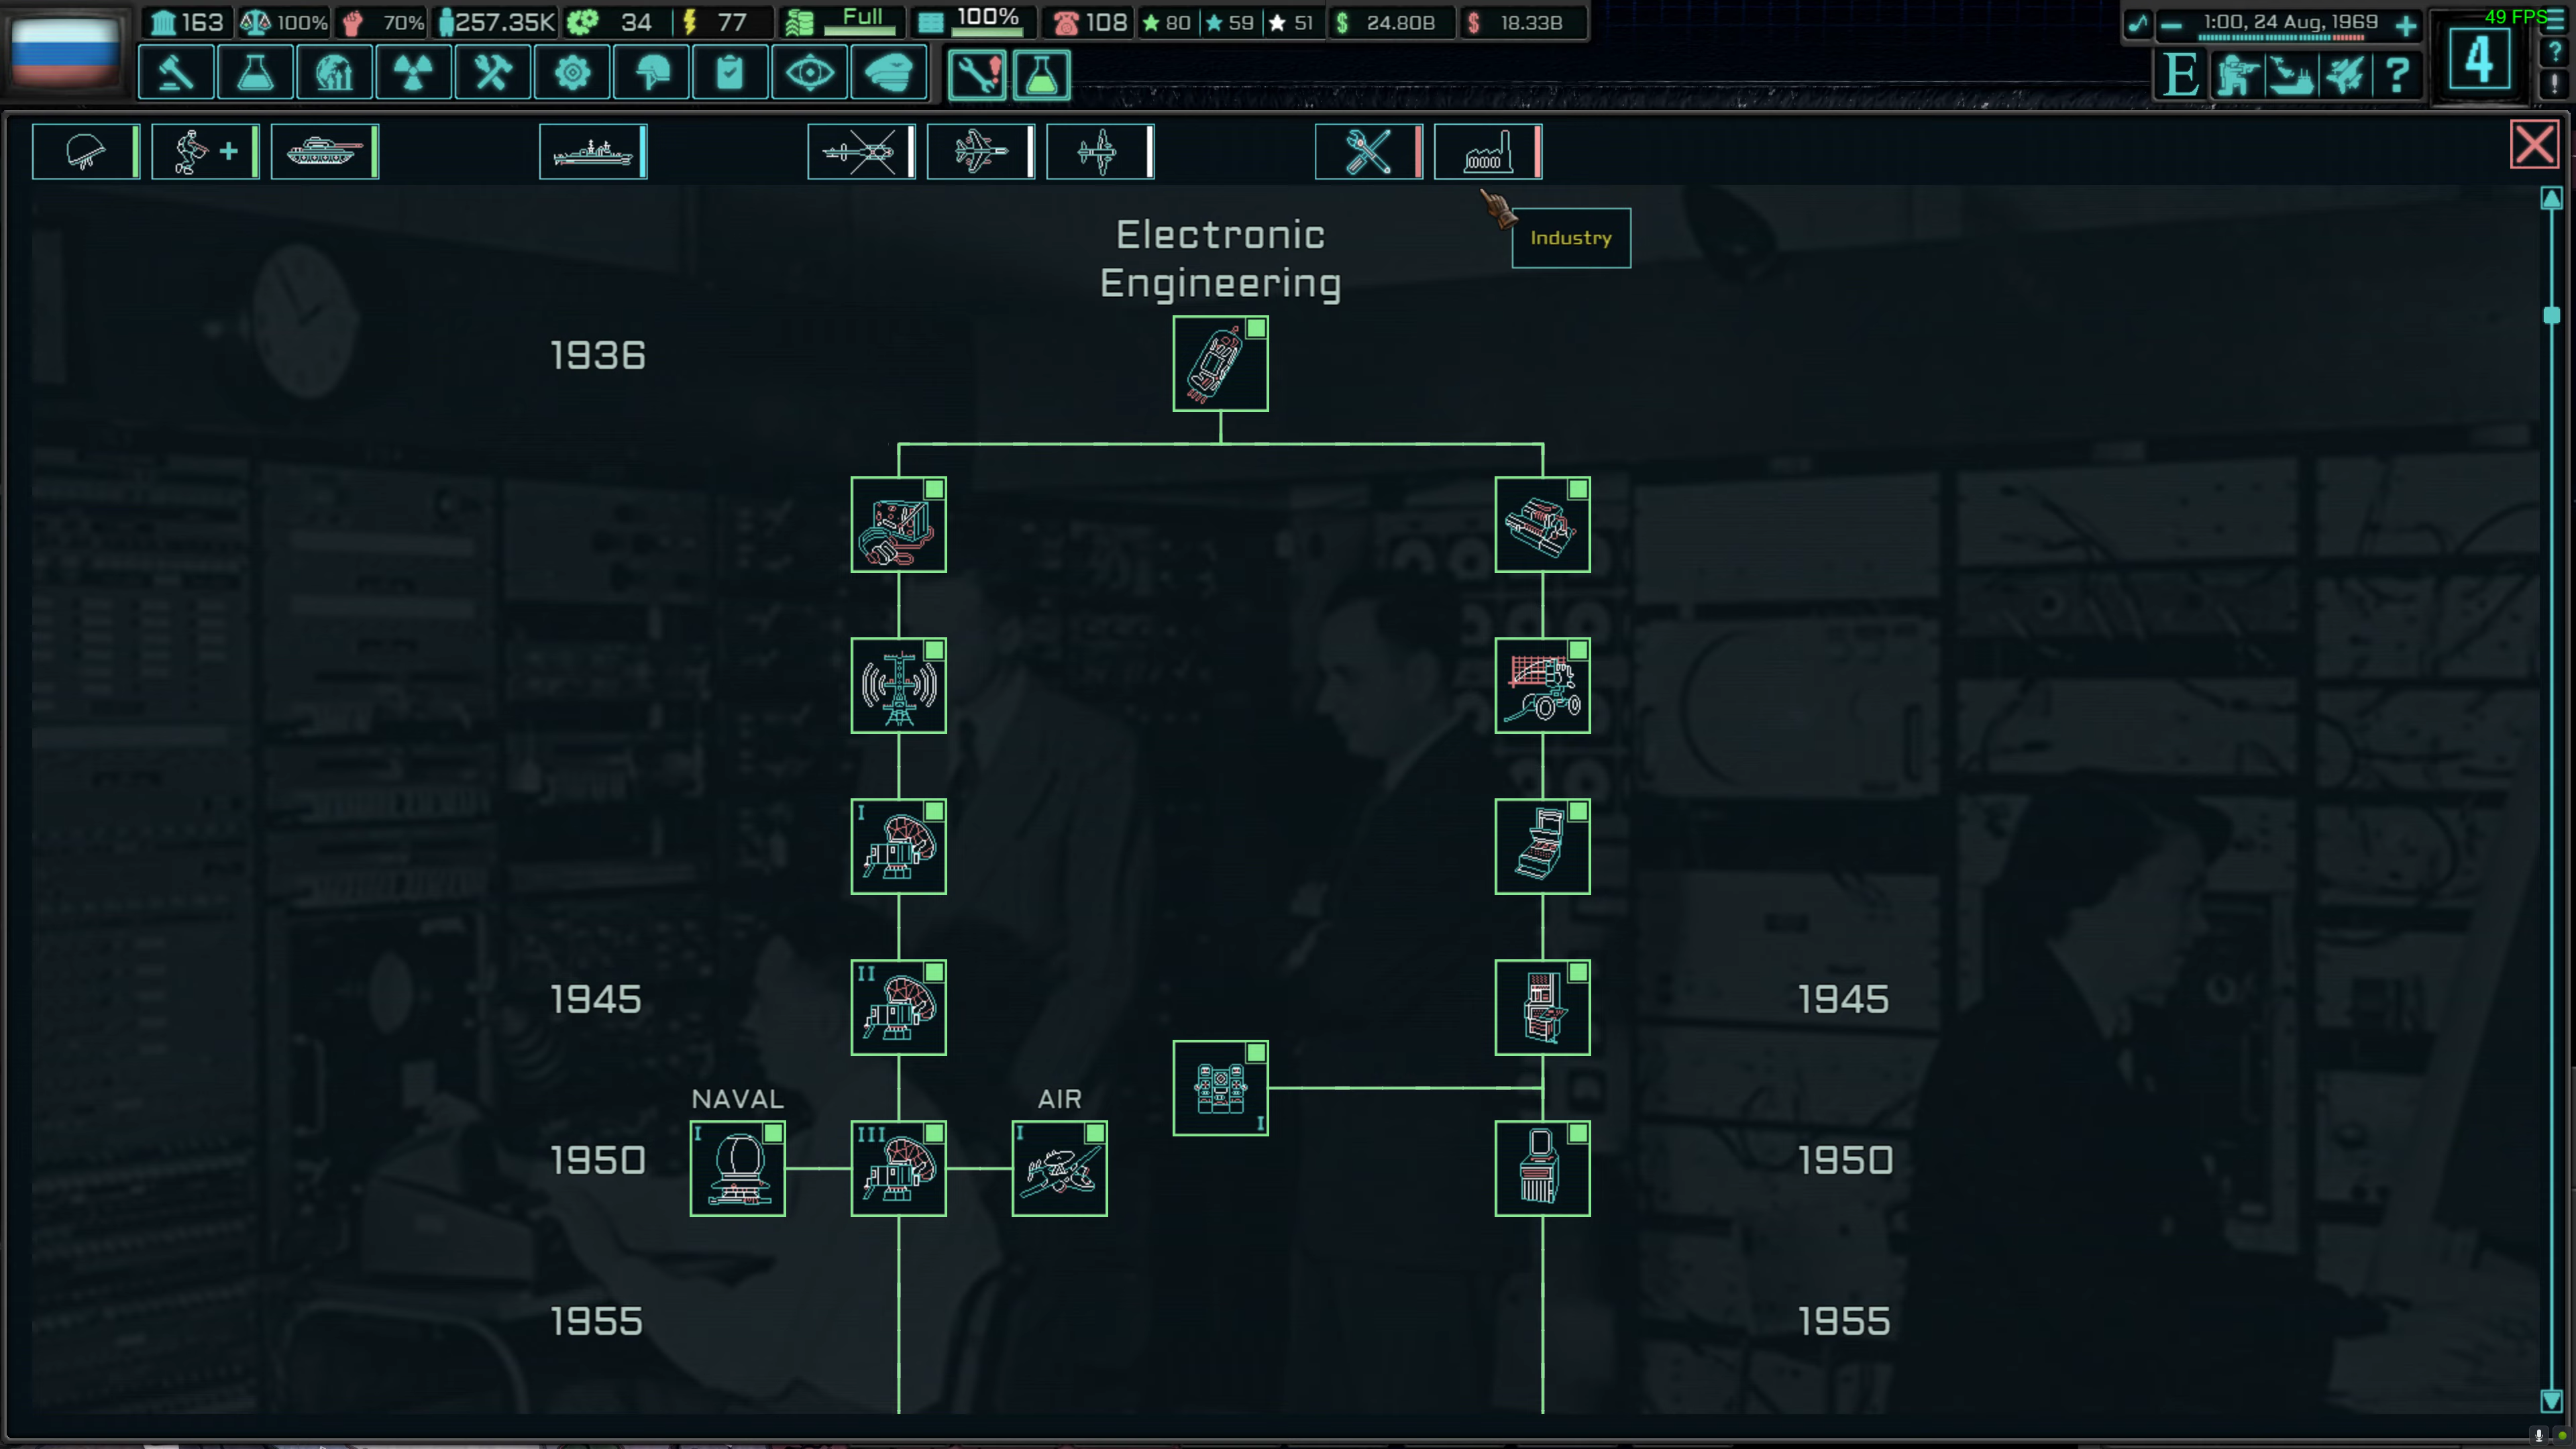 163 100% 70% 257.35K 34 77 Full 100% 108 80 59 51 $ 24.80B $ 18.33B
1:00, 24 Aug, 1969
49 FPS
E ? 4 ? !
+
Industry
Electronic
Engineering
1936
I
II
1945 1945
I
NAVAL AIR
I III I
1950 1950
1955 1955